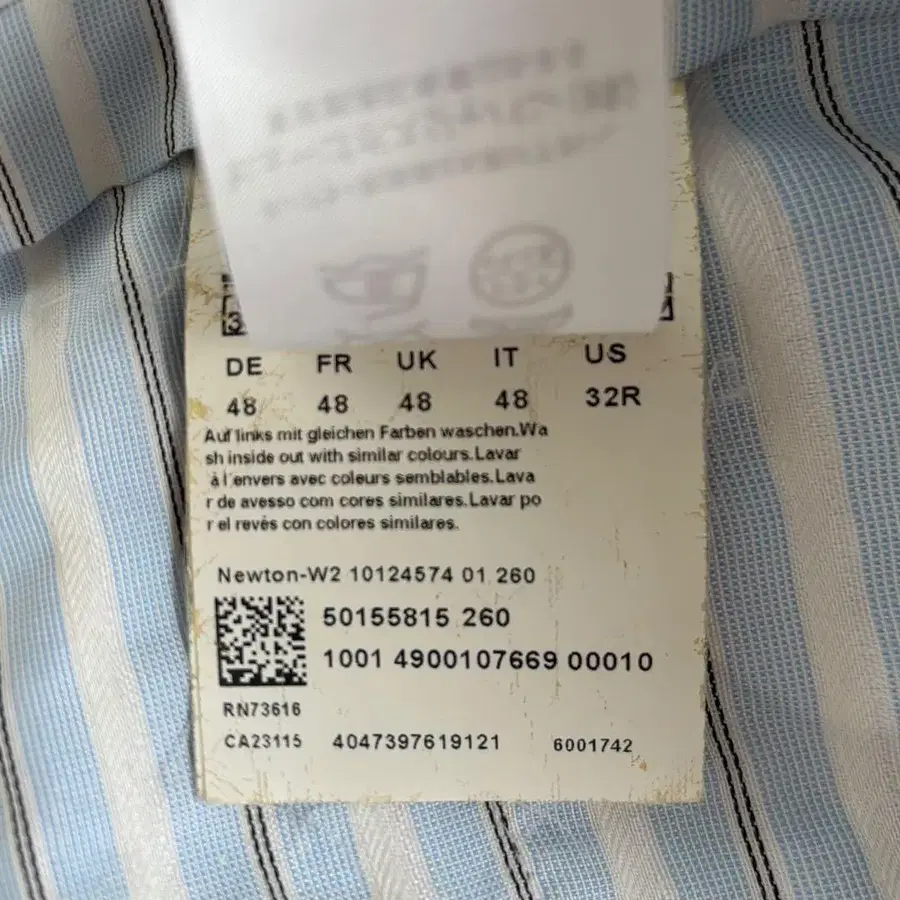 DE FR UK IT US
48 48 48 48 32R
Auf links mit gleichen Farben waschen.Wa
sh inside out with similar colours.Lavar
à l'envers avec coleurs semblables.Lava
r de avesso com cores similares.Lavar po
r el revés con colores similares.
Newton-W2 10124574 01 260
50155815 260
1001 4900107669 00010
RN73616
CA23115 4047397619121 6001742